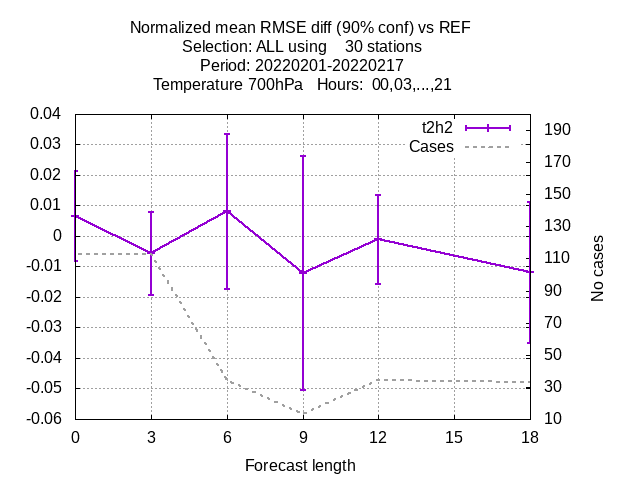 Normalized mean RMSE diff (90% conf) vs REF
Selection: ALL using    30 stations
Period: 20220201-20220217
Temperature 700hPa   Hours:  00,03,...,21
t2h2
Cases
0.04
0.03
0.02
0.01
0
-0.01
-0.02
-0.03
-0.04
-0.05
-0.06
190
170
150
130
110
90
70
50
30
10
No cases
0 3 6 9 12 15 18
Forecast length